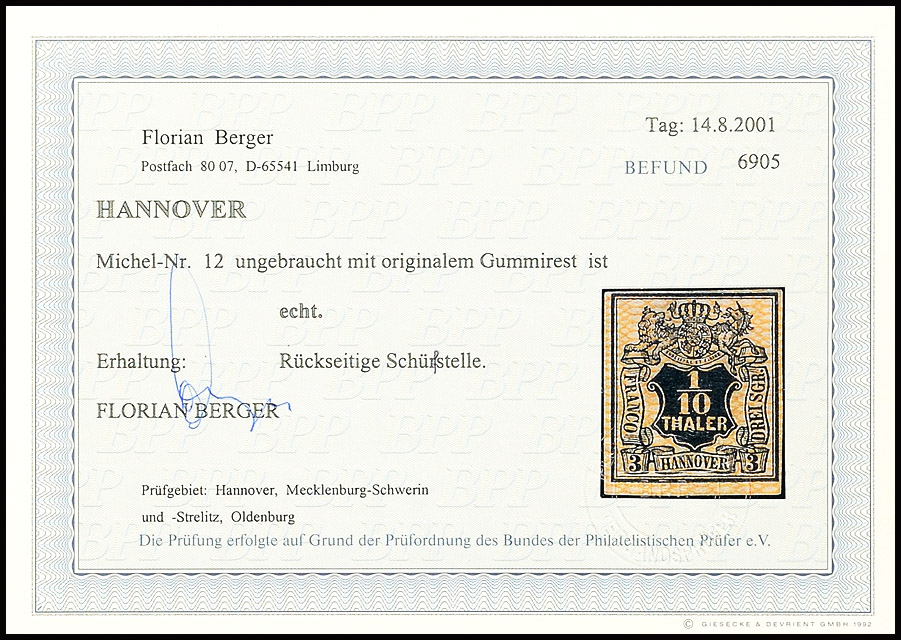 Florian Berger
Postfach 80 07, D-65541 Limburg
Tag: 14.8.2001
BEFUND 6905
HANNOVER
Michel-Nr. 12 ungebraucht mit originalem Gummirest ist
echt.
Erhaltung: Rückseitige Schürfstelle.
FLORIAN BERGER
FRANCO
1
10
THALER
DREI SGR.
3 HANNOVER 3
Prüfgebiet: Hannover, Mecklenburg-Schwerin
und -Strelitz, Oldenburg
Die Prüfung erfolgte auf Grund der Prüfordnung des Bundes der Philatelistischen Prüfer e.V.
© GIESECKE & DEVRIENT GMBH 1992